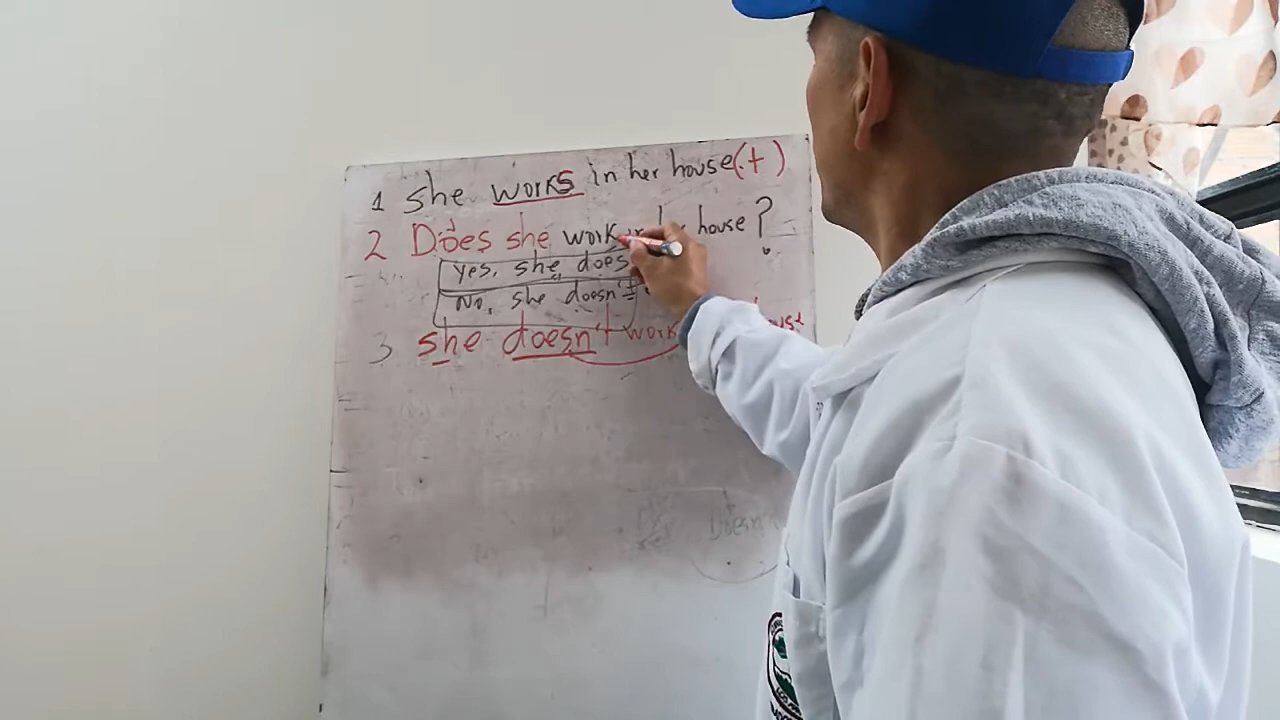 1 she works in her house (+)
2 Does she work house ?
Yes, she does
No, she doesn't
3 she doesn't work
Doesn't